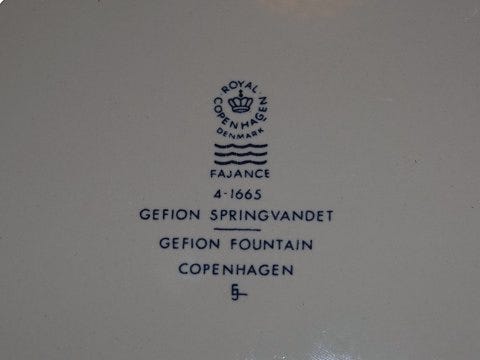 ROYAL
COPENHAGEN
DENMARK
FAJANCE
4-1665
GEFION SPRINGVANDET
GEFION FOUNTAIN
COPENHAGEN